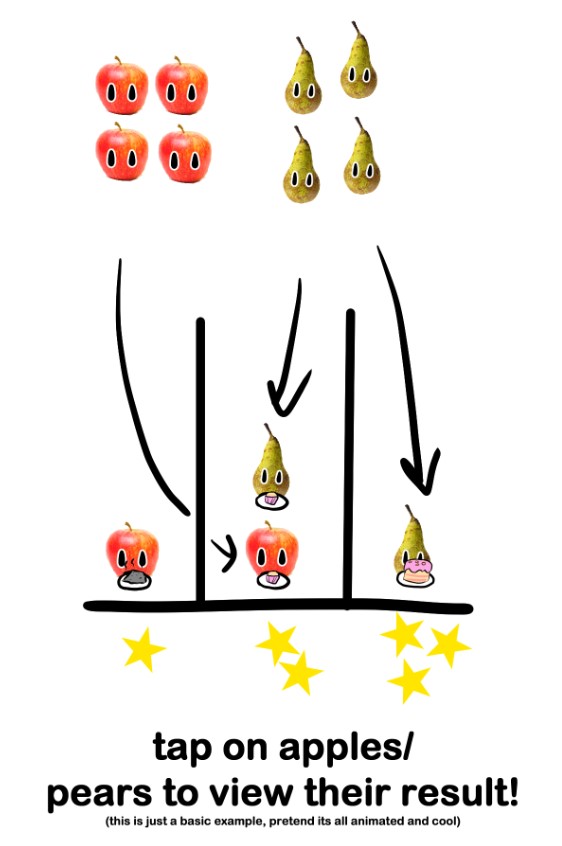 tap on apples/
pears to view their result!
(this is just a basic example, pretend its all animated and cool)